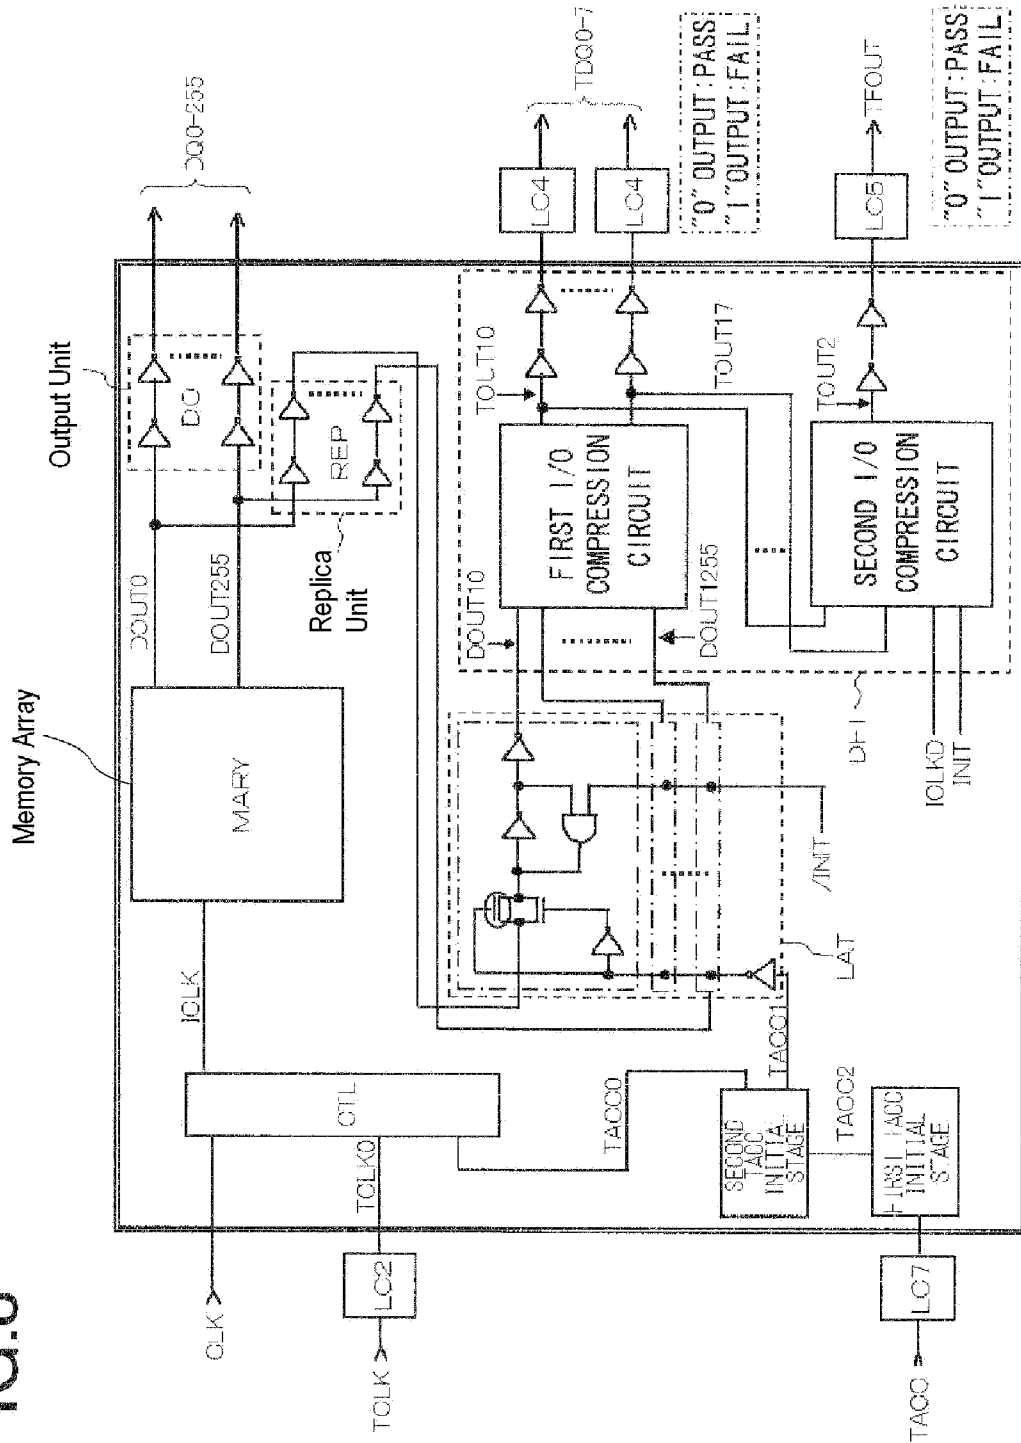 Memory Array
Output Unit
DQ0-255
MARY
DOUT0
DOUT255
DO
REP
Replica
Unit
ICLK
CLK
CTL
TCLK0
LC2
TCLK
TACC0
SECOND
TACC
INITIAL
STAGE
TACC1
TACC2
FIRST TACC
INITIAL
STAGE
LC7
TACC
LAT
/INIT
DOUT10
DOUT1255
FIRST I/O
COMPRESSION
CIRCUIT
TOUT10
TOUT17
LC4
LC4
TDQ0-7
"0" OUTPUT:PASS
"1" OUTPUT:FAIL
DFT
ICLKD
INIT
SECOND I/O
COMPRESSION
CIRCUIT
TOUT2
LC5
TFOUT
"0" OUTPUT:PASS
"1" OUTPUT:FAIL